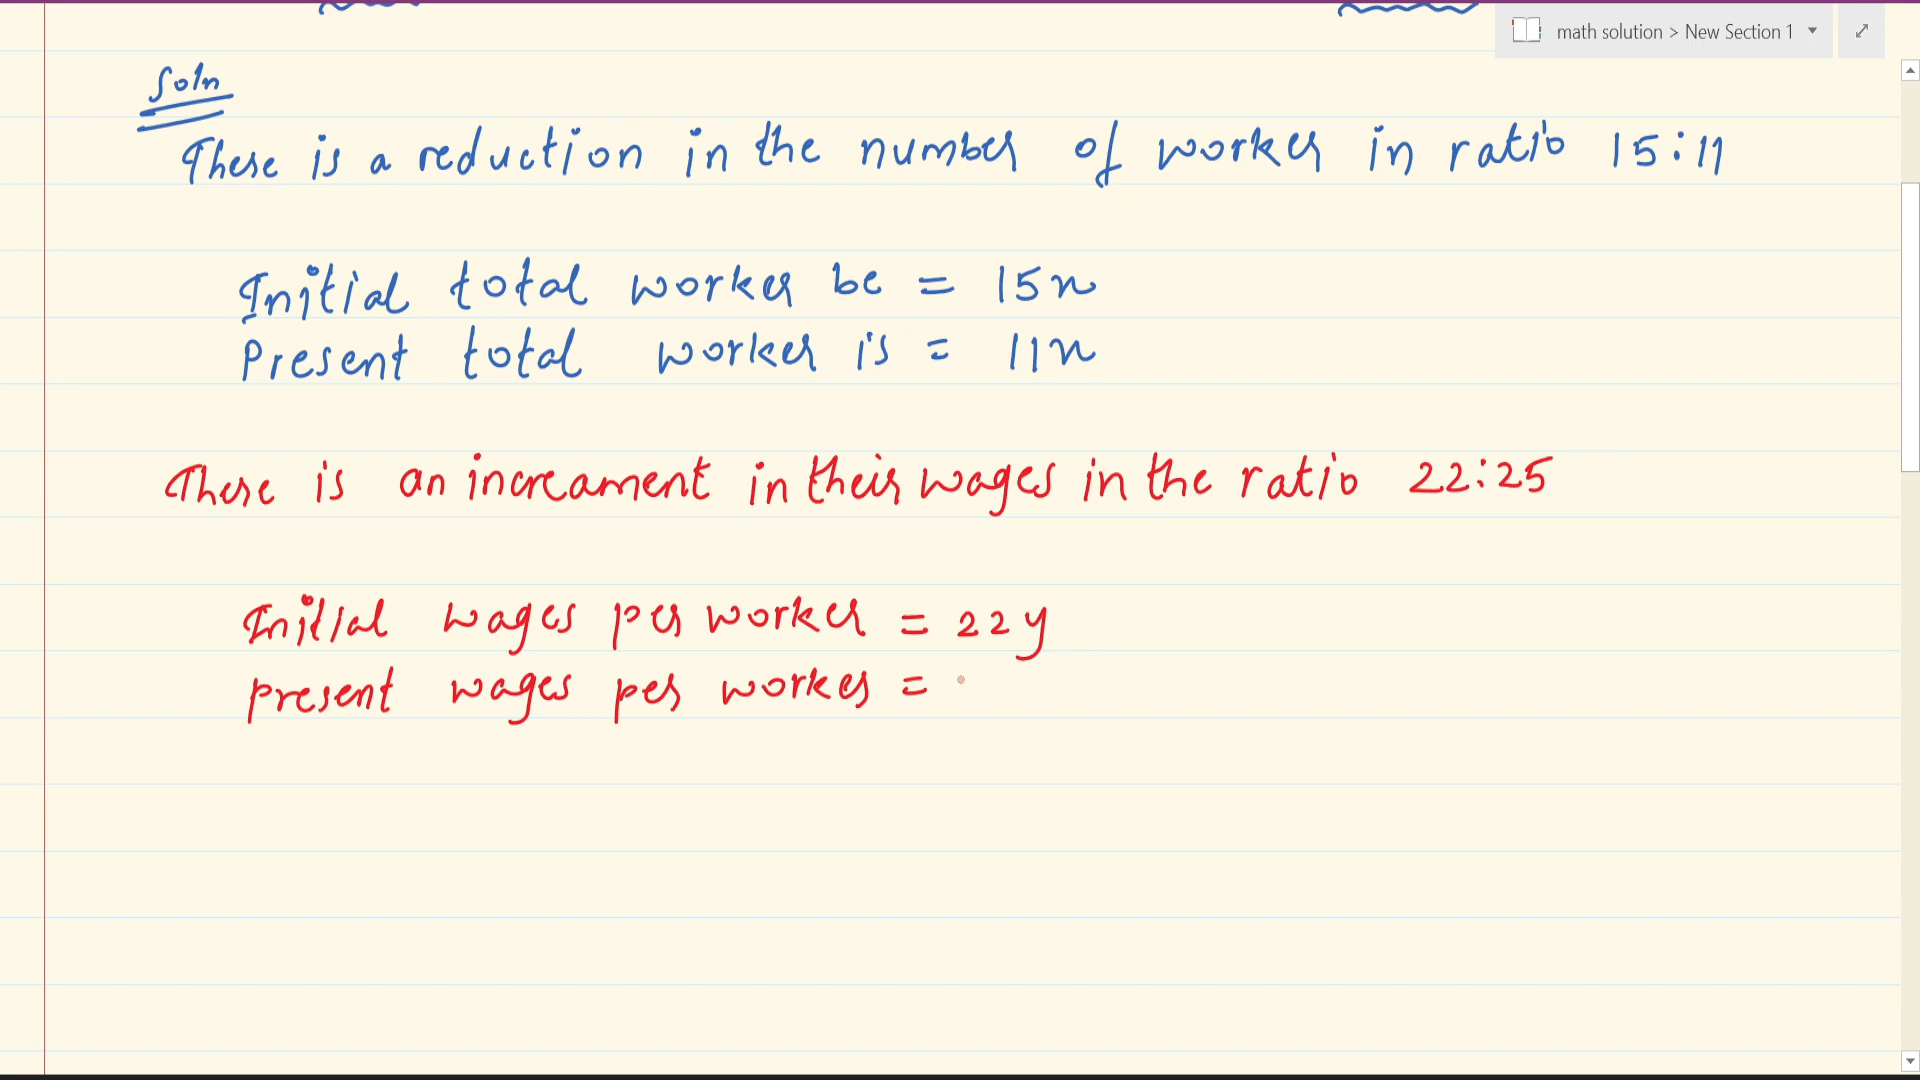 math solution > New Section 1
Soln
There is a reduction in the number of worker in ratio 15:11
Initial total worker be = 15x
Present total worker is = 11x
There is an increament in their wages in the ratio 22:25
Initial wages per worker = 22y
present wages per worker =